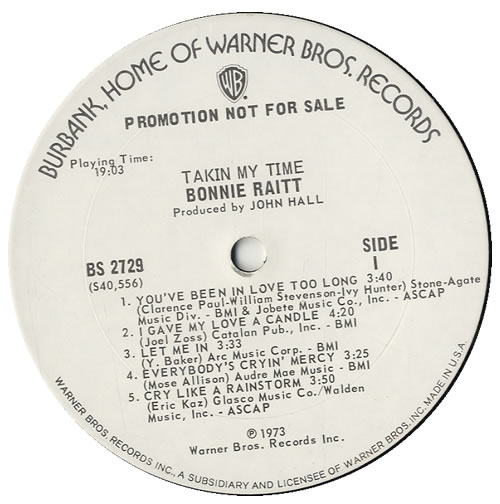 BURBANK, HOME OF WARNER BROS. RECORDS
WB
PROMOTION NOT FOR SALE
Playing Time:
19:03
TAKIN MY TIME
BONNIE RAITT
Produced by JOHN HALL
BS 2729
(S40,556)
SIDE
1
1. YOU'VE BEEN IN LOVE TOO LONG 3:40
(Clarence Paul-William Stevenson-Ivy Hunter) Stone-Agate
Music Div. - BMI & Jobete Music Co., Inc. - ASCAP
2. I GAVE MY LOVE A CANDLE 4:20
(Joel Zoss) Catalan Pub., Inc. - BMI
3. LET ME IN 3:33
(Y. Baker) Arc Music Corp. - BMI
4. EVERYBODY'S CRYIN' MERCY 3:25
(Mose Allison) Audre Mae Music - BMI
5. CRY LIKE A RAINSTORM 3:50
(Eric Kaz) Glasco Music Co./Walden
Music, Inc. - ASCAP
℗ 1973
Warner Bros. Records Inc.
WARNER BROS. RECORDS INC., A SUBSIDIARY AND LICENSEE OF WARNER BROS. INC. MADE IN U.S.A.